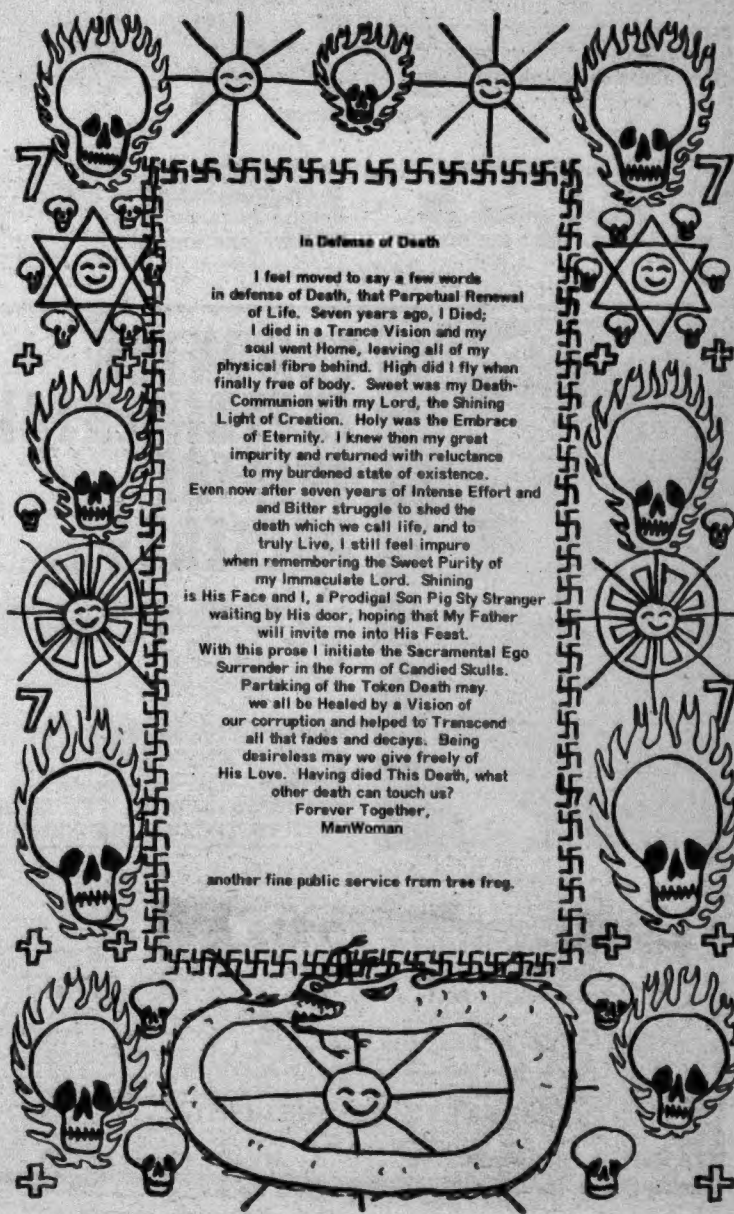 7
7
In Defense of Death
I feel moved to say a few words
in defense of Death, that Perpetual Renewal
of Life. Seven years ago, I Died;
I died in a Trance Vision and my
soul went Home, leaving all of my
physical fibre behind. High did I fly when
finally free of body. Sweet was my Death-
Communion with my Lord, the Shining
Light of Creation. Holy was the Embrace
of Eternity. I knew then my great
impurity and returned with reluctance
to my burdened state of existence.
Even now after seven years of Intense Effort and
and Bitter struggle to shed the
death which we call life, and to
truly Live, I still feel impure
when remembering the Sweet Purity of
my Immaculate Lord. Shining
is His Face and I, a Prodigal Son Pig Sty Stranger
waiting by His door, hoping that My Father
will invite me into His Feast.
With this prose I initiate the Sacramental Ego
Surrender in the form of Candied Skulls.
Partaking of the Token Death may
we all be Healed by a Vision of
our corruption and helped to Transcend
all that fades and decays. Being
desireless may we give freely of
His Love. Having died This Death, what
other death can touch us?
Forever Together,
ManWoman
7
7
another fine public service from tree frog.